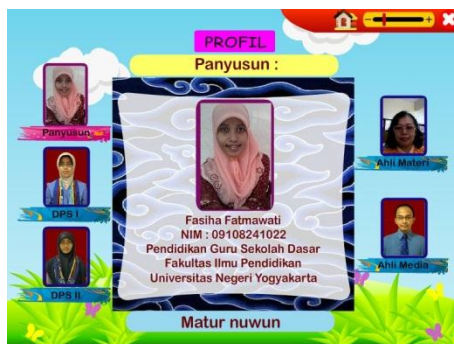 PROFIL
Panyusun :
Panyusun
DPS I
DPS II
Ahli Materi
Ahli Media
Fasiha Fatmawati
NIM : 09108241022
Pendidikan Guru Sekolah Dasar
Fakultas Ilmu Pendidikan
Universitas Negeri Yogyakarta
Matur nuwun